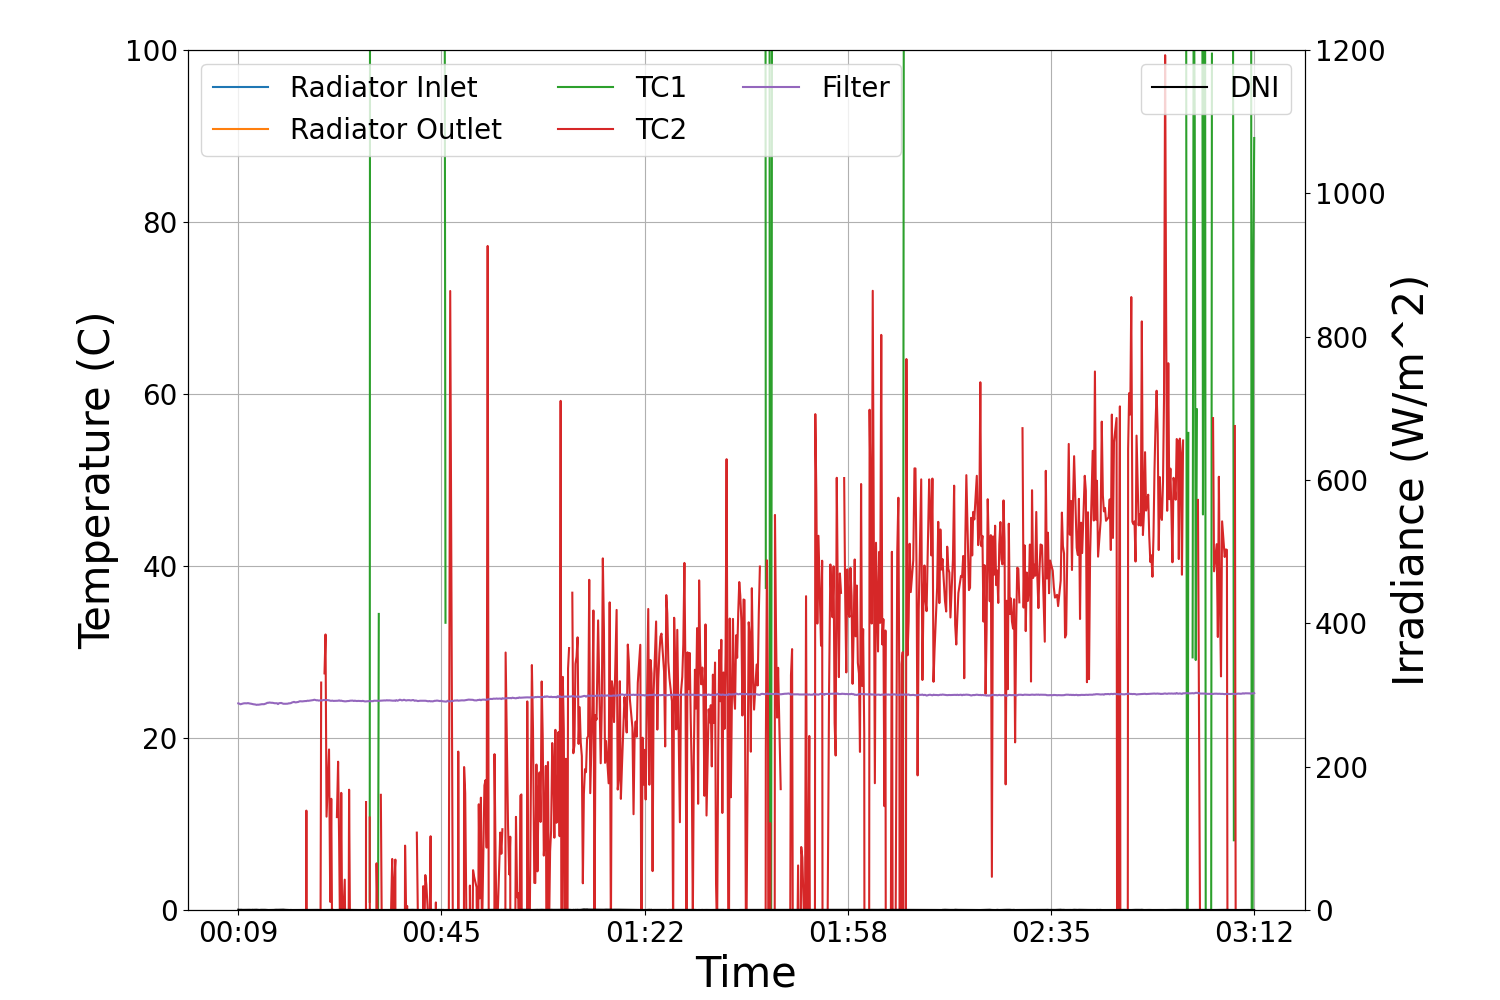 100
80
60
40
20
0
Temperature (C)
Radiator Inlet
Radiator Outlet
TC1
TC2
Filter
DNI
1200
1000
800
600
400
200
0
Irradiance (W/m^2)
00:09
00:45
01:22
01:58
02:35
03:12
Time